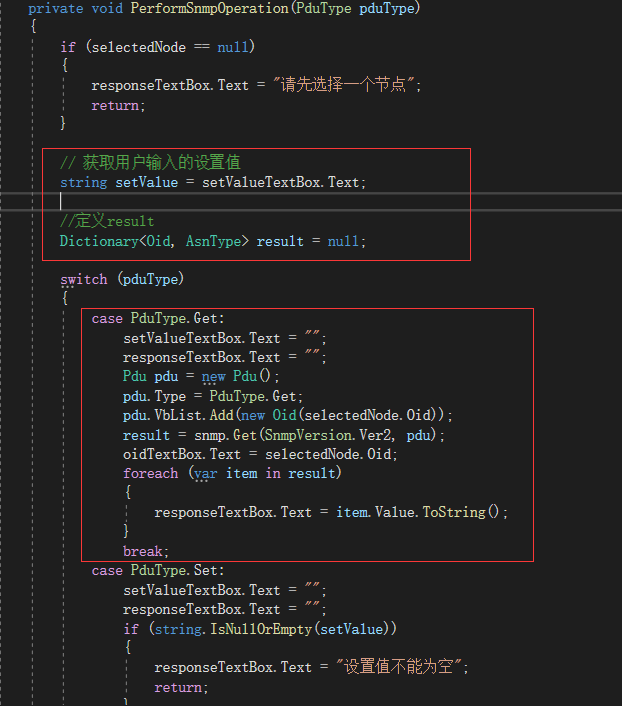 private void PerformSnmpOperation(PduType pduType)
{
if (selectedNode == null)
{
responseTextBox.Text = "请先选择一个节点";
return;
}
// 获取用户输入的设置值
string setValue = setValueTextBox.Text;
//定义result
Dictionary<Oid, AsnType> result = null;
switch (pduType)
{
case PduType.Get:
setValueTextBox.Text = "";
responseTextBox.Text = "";
Pdu pdu = new Pdu();
pdu.Type = PduType.Get;
pdu.VbList.Add(new Oid(selectedNode.Oid));
result = snmp.Get(SnmpVersion.Ver2, pdu);
oidTextBox.Text = selectedNode.Oid;
foreach (var item in result)
{
responseTextBox.Text = item.Value.ToString();
}
break;
case PduType.Set:
setValueTextBox.Text = "";
responseTextBox.Text = "";
if (string.IsNullOrEmpty(setValue))
{
responseTextBox.Text = "设置值不能为空";
return;
}